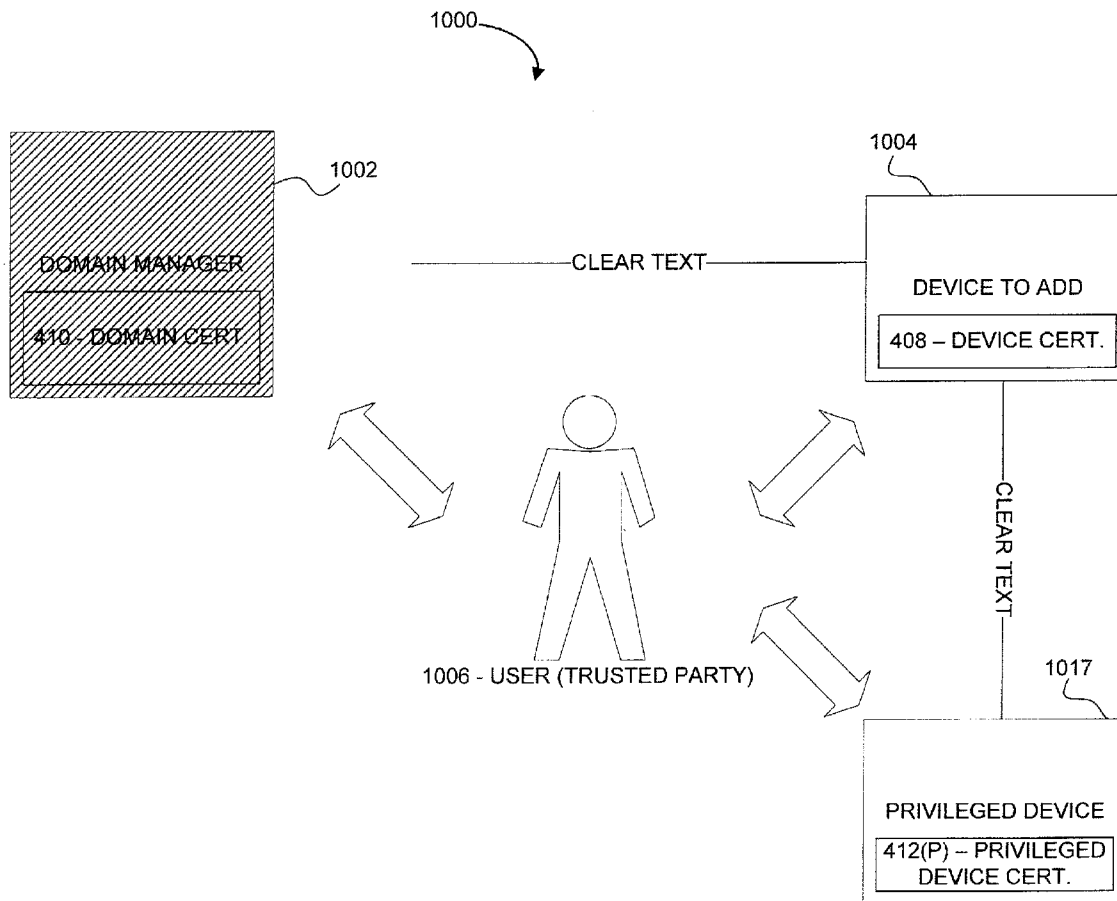 1000
1002
1004
DOMAIN MANAGER
410 - DOMAIN CERT
CLEAR TEXT
DEVICE TO ADD
408 – DEVICE CERT.
CLEAR TEXT
1006 - USER (TRUSTED PARTY)
1017
PRIVILEGED DEVICE
412(P) – PRIVILEGED
DEVICE CERT.